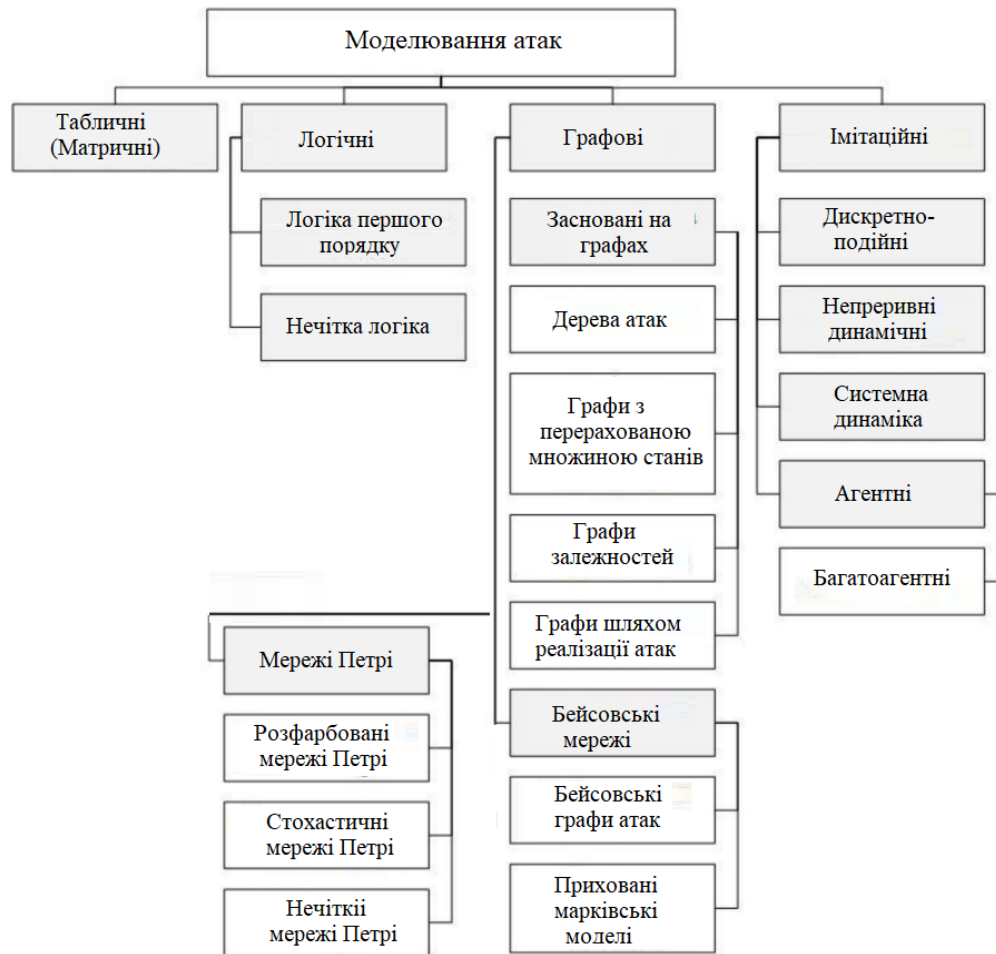 Моделювання атак
Табличні
(Матричні)
Логічні
Логіка першого
порядку
Нечітка логіка
Графові
Засновані на
графах
Дерева атак
Графи з
перерахованою
множиною станів
Графи
залежностей
Графи шляхом
реалізації атак
Мережі Петрі
Розфарбовані
мережі Петрі
Стохастичні
мережі Петрі
Нечіткіі
мережі Петрі
Бейсовські
мережі
Бейсовські
графи атак
Приховані
марківські
моделі
Імітаційні
Дискретно-
подійні
Непреривні
динамічні
Системна
динаміка
Агентні
Багатоагентні